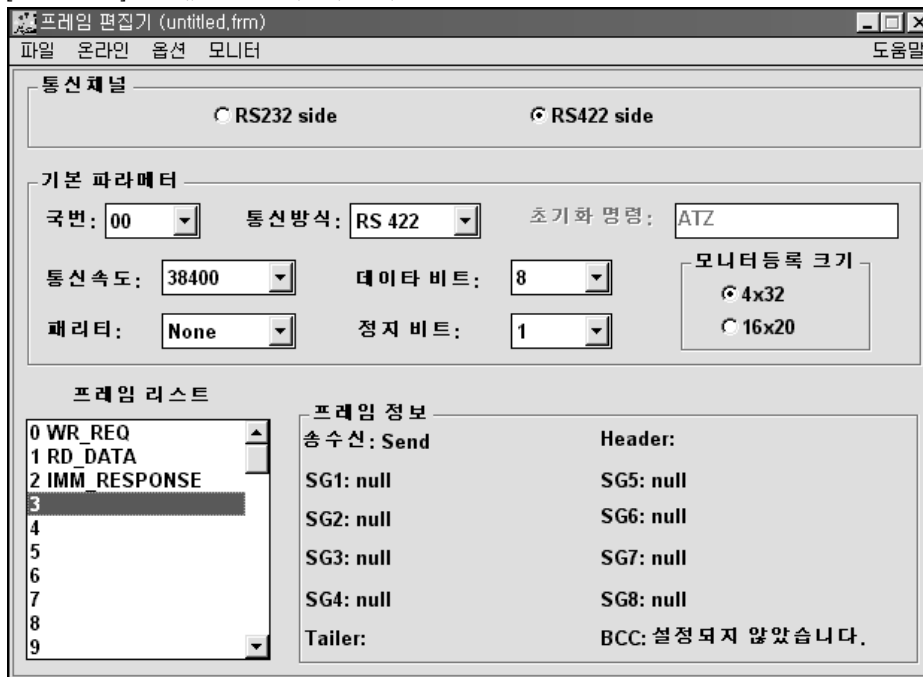 프레임 편집기 (untitled,frm)
파일 온라인 옵션 모니터 도움말
통신채널
RS232 side RS422 side
기본 파라메터
국번: 00 통신방식: RS 422 초기화 명령: ATZ
통신속도: 38400 데이타 비트: 8 모니터등록 크기
4x32
패리티: None 정지 비트: 1 16x20
프레임 리스트
0 WR_REQ
1 RD_DATA
2 IMM_RESPONSE
3
4
5
6
7
8
9
프레임 정보
송수신: Send Header:
SG1: null SG5: null
SG2: null SG6: null
SG3: null SG7: null
SG4: null SG8: null
Tailer: BCC: 설정되지 않았습니다.